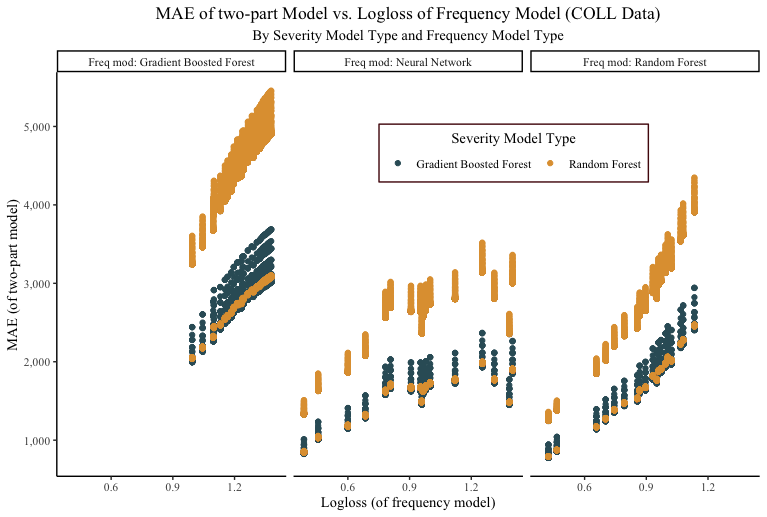 MAE of two-part Model vs. Logloss of Frequency Model (COLL Data)
By Severity Model Type and Frequency Model Type
Freq mod: Gradient Boosted Forest
Freq mod: Neural Network
Freq mod: Random Forest
Severity Model Type
Gradient Boosted Forest
Random Forest
MAE (of two-part model)
5,000
4,000
3,000
2,000
1,000
0.6 0.9 1.2
0.6 0.9 1.2
0.6 0.9 1.2
Logloss (of frequency model)